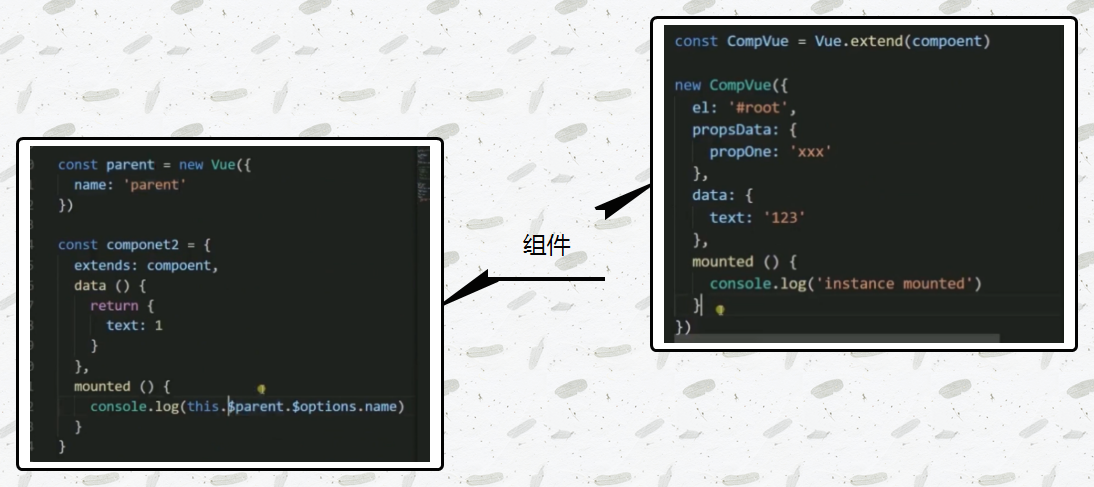 const parent = new Vue({
  name: 'parent'
})

const componet2 = {
  extends: compoent,
  data () {
    return {
      text: 1
    }
  },
  mounted () {
    console.log(this.$parent.$options.name)
  }
}
组件
const CompVue = Vue.extend(compoent)

new CompVue({
  el: '#root',
  propsData: {
    propOne: 'xxx'
  },
  data: {
    text: '123'
  },
  mounted () {
    console.log('instance mounted')
  }
})